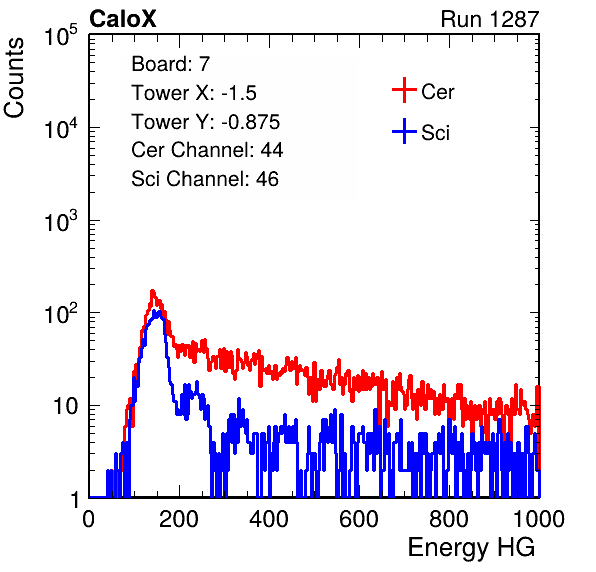 CaloX Run 1287
Counts
10^5
10^4
10^3
10^2
10
1
Board: 7
Tower X: -1.5
Tower Y: -0.875
Cer Channel: 44
Sci Channel: 46
Cer
Sci
0 200 400 600 800 1000
Energy HG